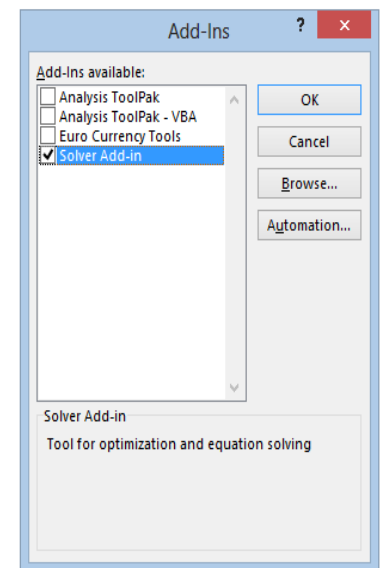 Add-Ins
?
x
Add-Ins available:
Analysis ToolPak
Analysis ToolPak - VBA
Euro Currency Tools
Solver Add-in
OK
Cancel
Browse...
Automation...
Solver Add-in
Tool for optimization and equation solving